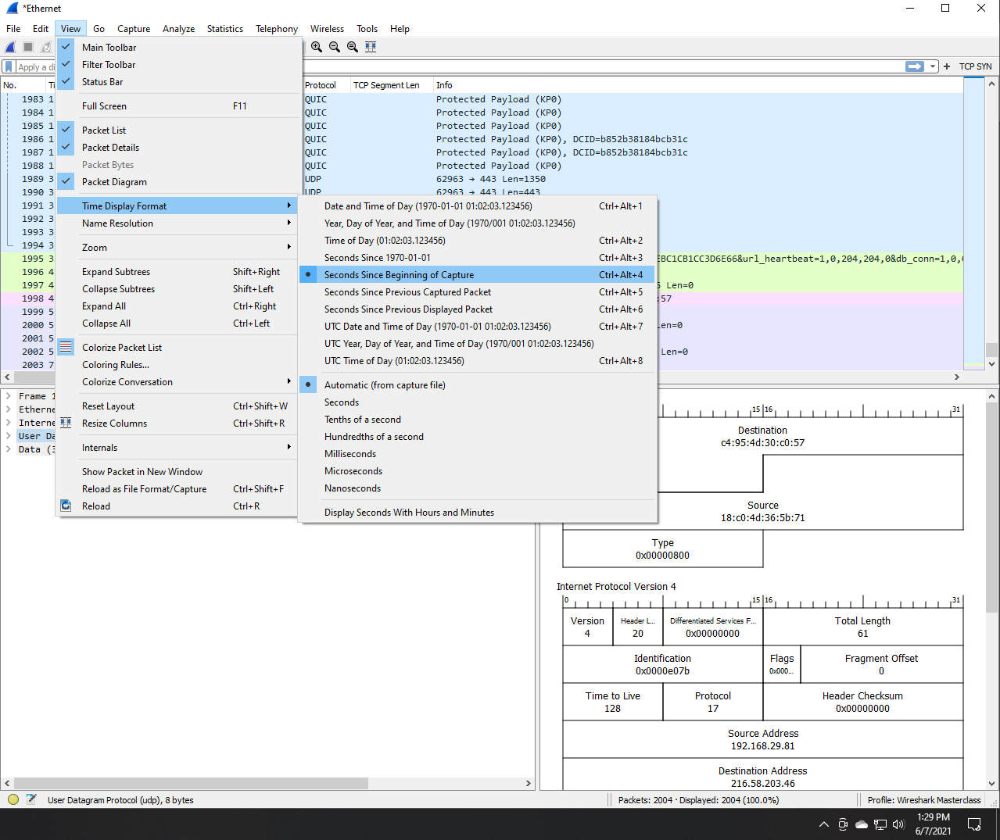 *Ethernet
File Edit View Go Capture Analyze Statistics Telephony Wireless Tools Help
Apply a di
TCP SYN
Main Toolbar
Filter Toolbar
Status Bar
Full Screen F11
Packet List
Packet Details
Packet Bytes
Packet Diagram
Time Display Format
Name Resolution
Zoom
Expand Subtrees Shift+Right
Collapse Subtrees Shift+Left
Expand All Ctrl+Right
Collapse All Ctrl+Left
Colorize Packet List
Coloring Rules...
Colorize Conversation
Reset Layout Ctrl+Shift+W
Resize Columns Ctrl+Shift+R
Internals
Show Packet in New Window
Reload as File Format/Capture Ctrl+Shift+F
Reload Ctrl+R
Date and Time of Day (1970-01-01 01:02:03.123456) Ctrl+Alt+1
Year, Day of Year, and Time of Day (1970/001 01:02:03.123456)
Time of Day (01:02:03.123456) Ctrl+Alt+2
Seconds Since 1970-01-01 Ctrl+Alt+3
Seconds Since Beginning of Capture Ctrl+Alt+4
Seconds Since Previous Captured Packet Ctrl+Alt+5
Seconds Since Previous Displayed Packet Ctrl+Alt+6
UTC Date and Time of Day (1970-01-01 01:02:03.123456) Ctrl+Alt+7
UTC Year, Day of Year, and Time of Day (1970/001 01:02:03.123456)
UTC Time of Day (01:02:03.123456) Ctrl+Alt+8
Automatic (from capture file)
Seconds
Tenths of a second
Hundredths of a second
Milliseconds
Microseconds
Nanoseconds
Display Seconds With Hours and Minutes
No. Ti Protocol TCP Segment Len Info
1983 1 QUIC Protected Payload (KP0)
1984 1 QUIC Protected Payload (KP0)
1985 1 QUIC Protected Payload (KP0)
1986 1 QUIC Protected Payload (KP0), DCID=b852b38184bcb31c
1987 1 QUIC Protected Payload (KP0), DCID=b852b38184bcb31c
1988 1 QUIC Protected Payload (KP0)
1989 3 UDP 62963 → 443 Len=1350
1990 3 UDP 62963 → 443 Len=443
1991 3
1992 3
1993 3
1994 3
1995 3 EBC1CB1CC3D6E66&url_heartbeat=1,0,204,204,0&db_conn=1,0,
1996 4
1997 4 Len=0
1998 4 :57
1999 5
2000 5 Len=0
2001 5
2002 5 Len=0
2003 7
Frame 1
Etherne
Interne
User Da
Data (3
15 16 31
Destination
c4:95:4d:30:c0:57
Source
18:c0:4d:36:5b:71
Type
0x00000800
Internet Protocol Version 4
0 15 16 31
Version Header L... Differentiated Services F... Total Length
4 20 0x00000000 61
Identification Flags Fragment Offset
0x0000e07b 0x000... 0
Time to Live Protocol Header Checksum
128 17 0x00000000
Source Address
192.168.29.81
Destination Address
216.58.203.46
User Datagram Protocol (udp), 8 bytes
Packets: 2004 · Displayed: 2004 (100.0%)
Profile: Wireshark Masterclass
1:29 PM
6/7/2021